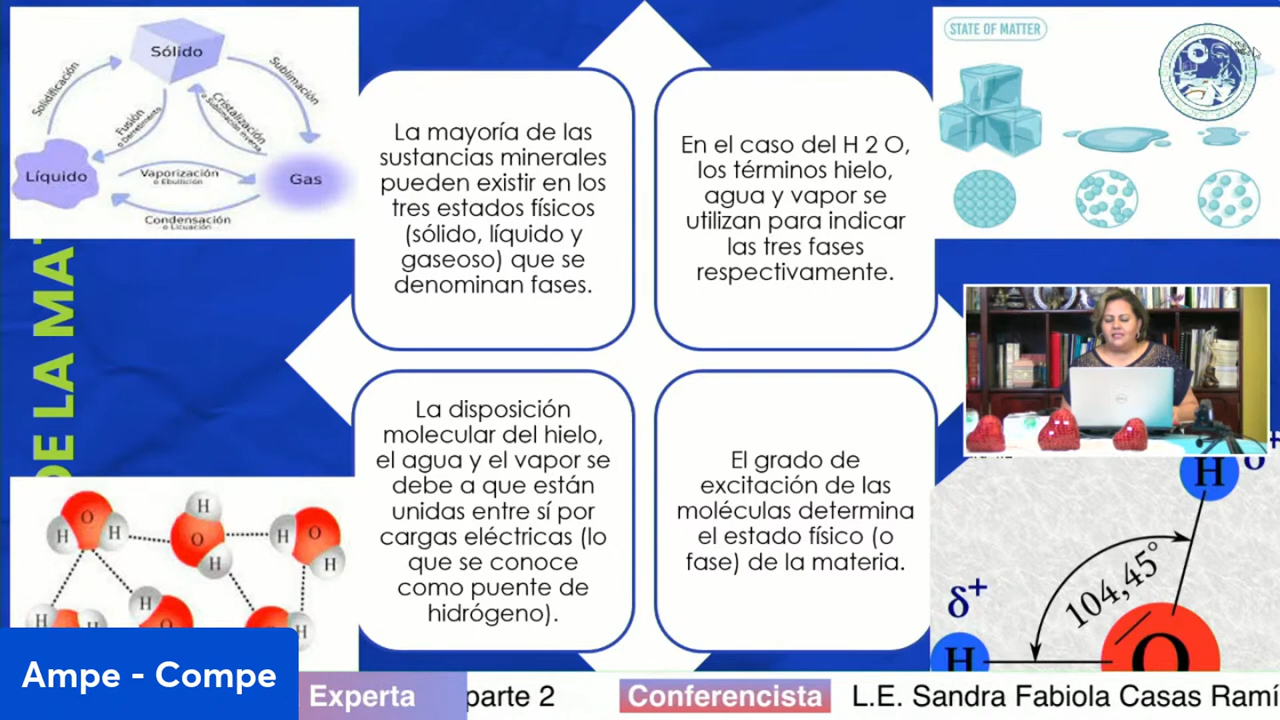 Sólido
Solidificación
Sublimación
Fusión
o Derretimiento
Cristalización
o Sublimación Inversa
Líquido
Vaporización
o Ebullición
Gas
Condensación
o Licuación
DE LA MA
La mayoría de las
sustancias minerales
pueden existir en los
tres estados físicos
(sólido, líquido y
gaseoso) que se
denominan fases.
En el caso del H 2 O,
los términos hielo,
agua y vapor se
utilizan para indicar
las tres fases
respectivamente.
STATE OF MATTER
La disposición
molecular del hielo,
el agua y el vapor se
debe a que están
unidas entre sí por
cargas eléctricas (lo
que se conoce
como puente de
hidrógeno).
El grado de
excitación de las
moléculas determina
el estado físico (o
fase) de la materia.
H
O
H
H
O
H
H
O
H
H
H
H
O
H
H
δ+
104,45°
δ+
H
O
Ampe - Compe
Experta
parte 2
Conferencista
L.E. Sandra Fabiola Casas Ramí